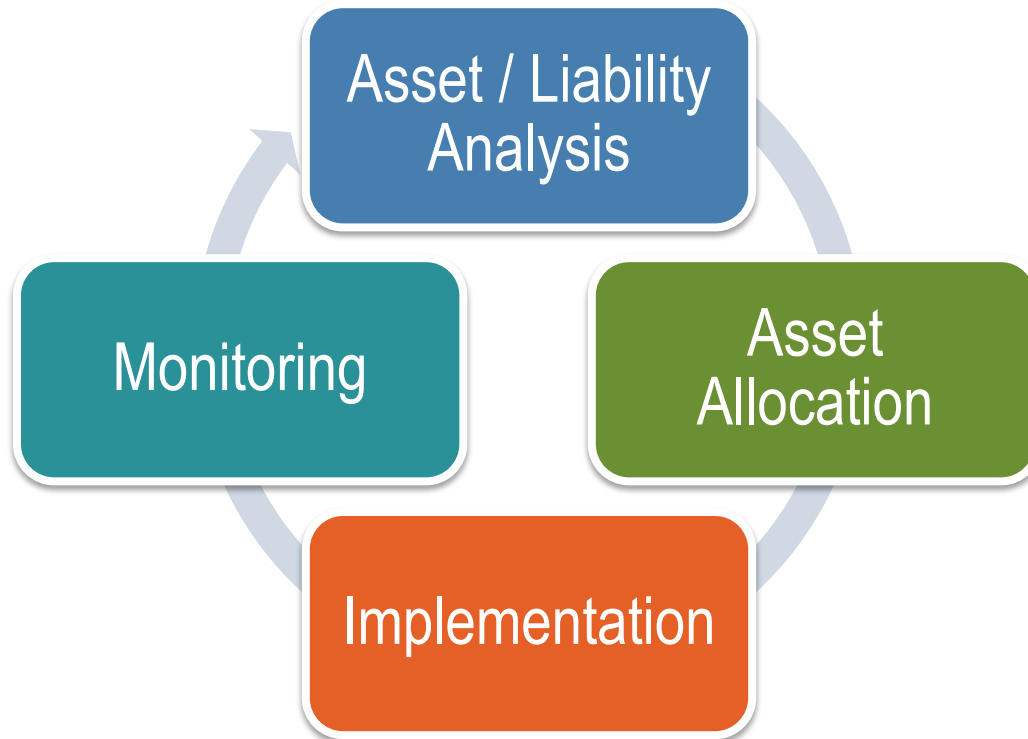 Asset / Liability
Analysis
Monitoring
Asset
Allocation
Implementation